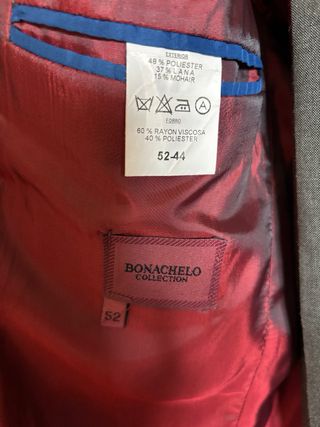 EXTERIOR
48 % POLIESTER
37 % LANA
15 % MOHAIR
A
FORRO
60 % RAYON VISCOSA
40 % POLIESTER
52-44
BONACHELO
COLLECTION
52